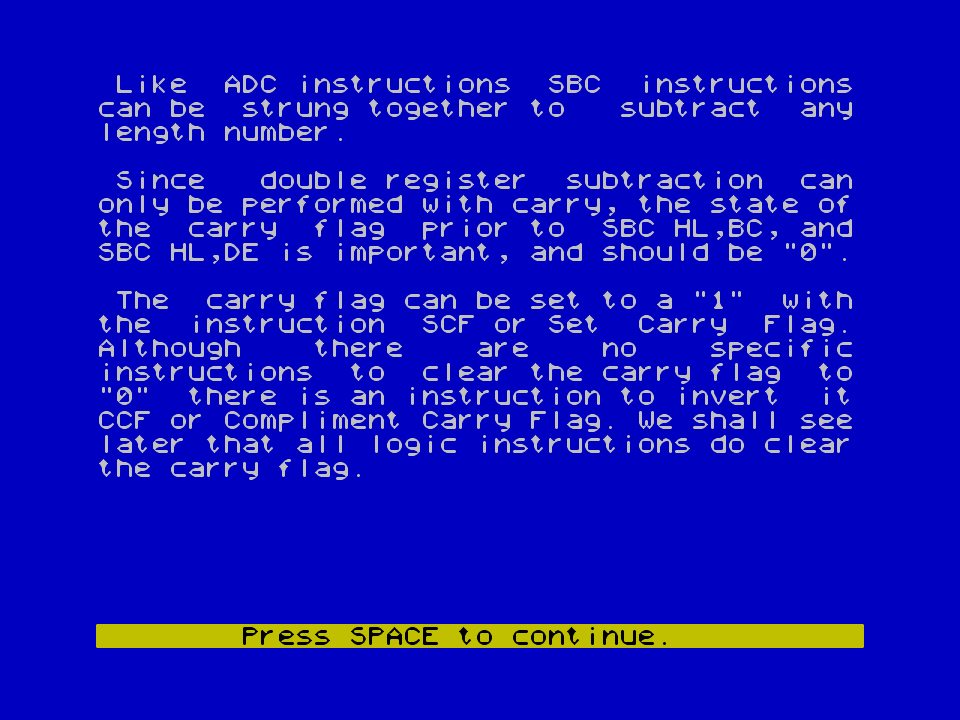 Like ADC instructions SBC instructions
can be strung together to subtract any
length number.
Since double register subtraction can
only be performed with carry, the state of
the carry flag prior to SBC HL,BC, and
SBC HL,DE is important, and should be "0".
The carry flag can be set to a "1" with
the instruction SCF or Set Carry Flag.
Although there are no specific
instructions to clear the carry flag to
"0" there is an instruction to invert it
CCF or Compliment Carry Flag. We shall see
later that all logic instructions do clear
the carry flag.
Press SPACE to continue.